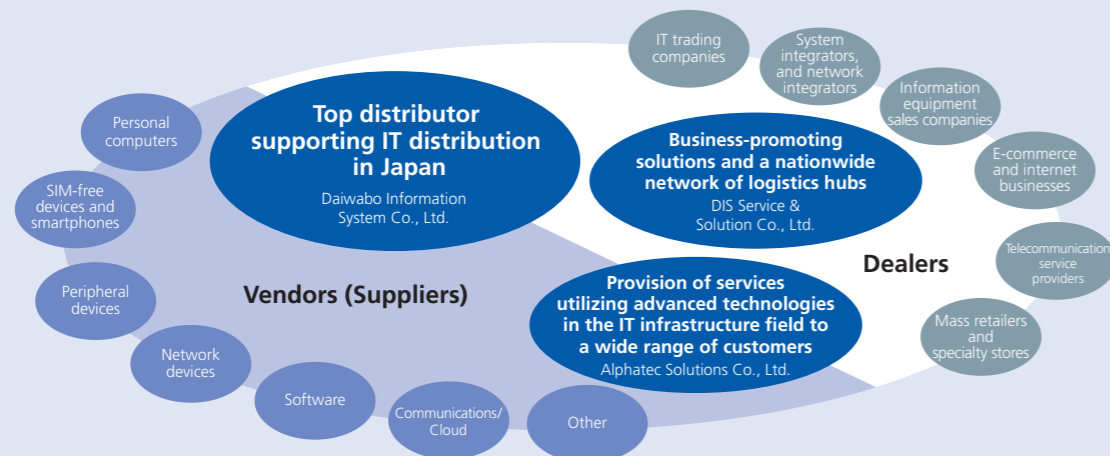 IT trading
companies
System
integrators,
and network
integrators
Information
equipment
sales companies
E-commerce
and internet
businesses
Telecommunication
service
providers
Mass retailers
and
specialty stores
Dealers
Top distributor
supporting IT distribution
in Japan
Daiwabo Information
System Co., Ltd.
Business-promoting
solutions and a nationwide
network of logistics hubs
DIS Service &
Solution Co., Ltd.
Provision of services
utilizing advanced technologies
in the IT infrastructure field to
a wide range of customers
Alphatec Solutions Co., Ltd.
Vendors (Suppliers)
Personal
computers
SIM-free
devices and
smartphones
Peripheral
devices
Network
devices
Software
Communications/
Cloud
Other